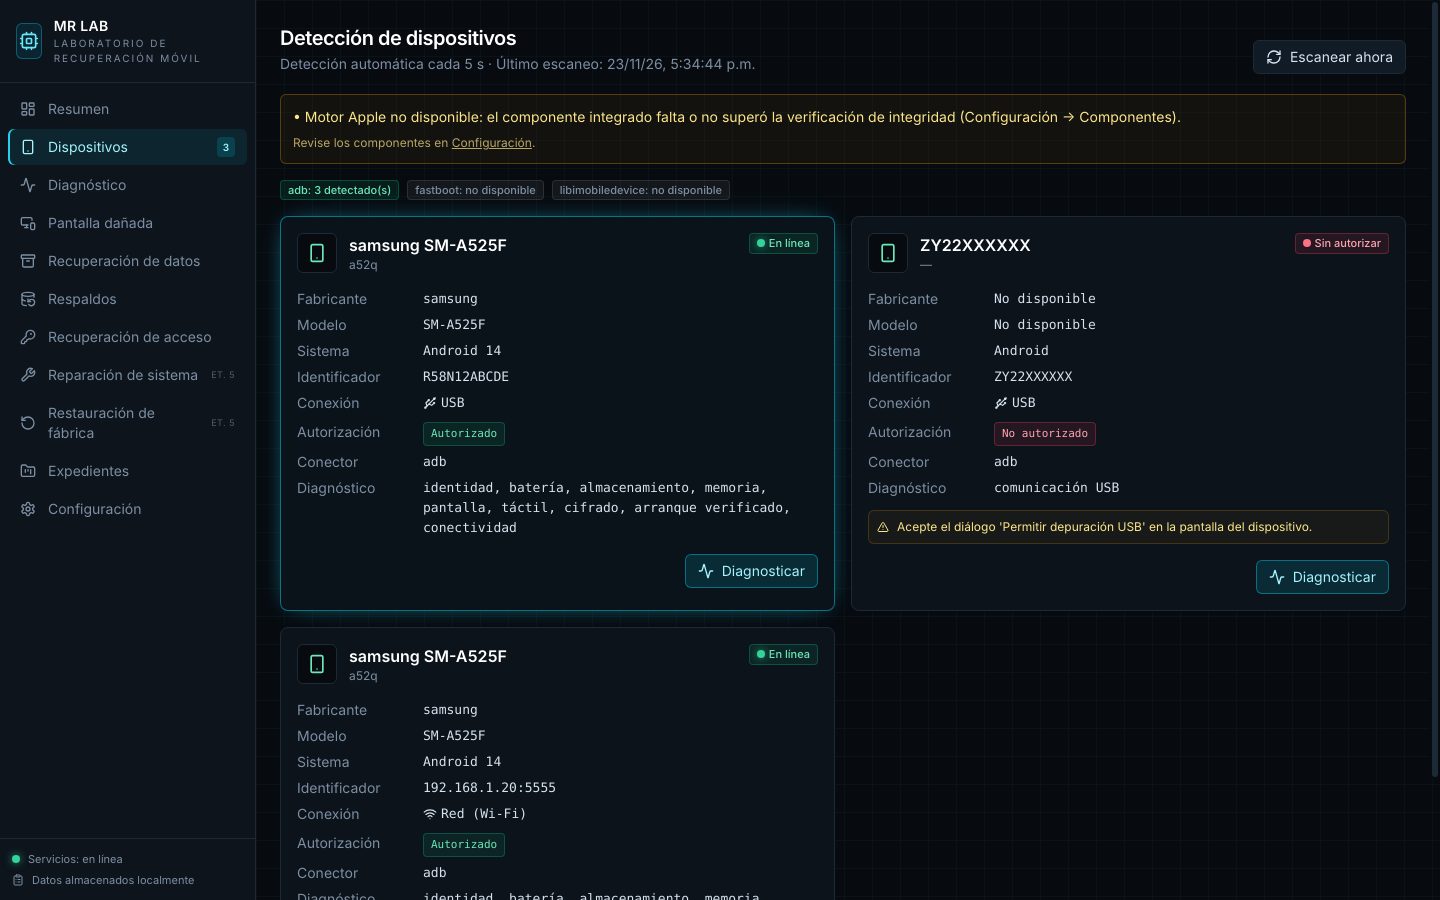 MR LAB
LABORATORIO DE
RECUPERACIÓN MÓVIL
Resumen
Dispositivos 3
Diagnóstico
Pantalla dañada
Recuperación de datos
Respaldos
Recuperación de acceso
Reparación de sistema ET. 5
Restauración de
fábrica ET. 5
Expedientes
Configuración
Servicios: en línea
Datos almacenados localmente
Detección de dispositivos
Detección automática cada 5 s · Último escaneo: 23/11/26, 5:34:44 p.m.
Escanear ahora
• Motor Apple no disponible: el componente integrado falta o no superó la verificación de integridad (Configuración → Componentes).
Revise los componentes en Configuración.
adb: 3 detectado(s) fastboot: no disponible libimobiledevice: no disponible
samsung SM-A525F En línea
a52q
Fabricante samsung
Modelo SM-A525F
Sistema Android 14
Identificador R58N12ABCDE
Conexión USB
Autorización Autorizado
Conector adb
Diagnóstico identidad, batería, almacenamiento, memoria,
pantalla, táctil, cifrado, arranque verificado,
conectividad
Diagnosticar
ZY22XXXXXX Sin autorizar
—
Fabricante No disponible
Modelo No disponible
Sistema Android
Identificador ZY22XXXXXX
Conexión USB
Autorización No autorizado
Conector adb
Diagnóstico comunicación USB
Acepte el diálogo 'Permitir depuración USB' en la pantalla del dispositivo.
Diagnosticar
samsung SM-A525F En línea
a52q
Fabricante samsung
Modelo SM-A525F
Sistema Android 14
Identificador 192.168.1.20:5555
Conexión Red (Wi-Fi)
Autorización Autorizado
Conector adb
Diagnóstico identidad, batería, almacenamiento, memoria,